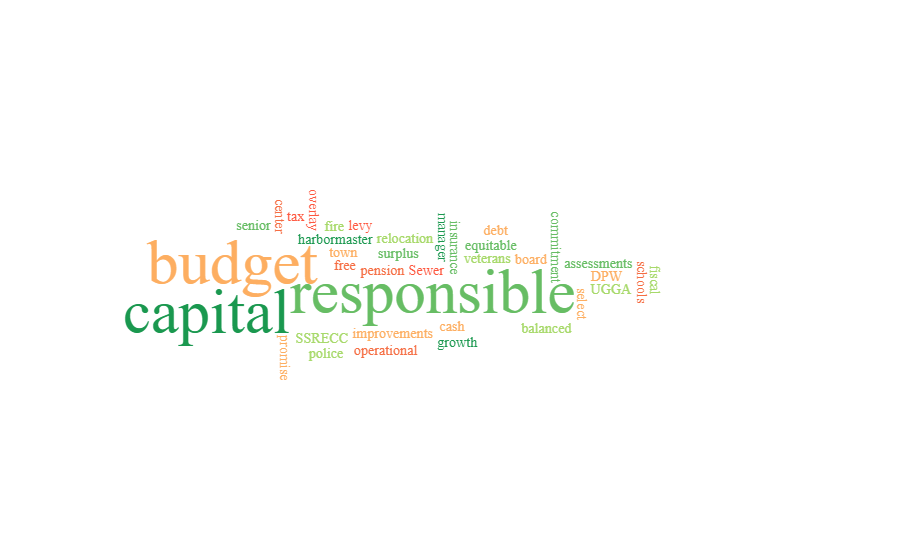 overlay
center
tax
senior
fire
levy
harbormaster
relocation
manager
insurance
debt
commitment
equitable
town
surplus
veterans
board
budget
free
pension
Sewer
assessments
schools
fiscal
DPW
UGGA
select
responsible
capital
cash
balanced
improvements
SSRECC
growth
police
operational
promise